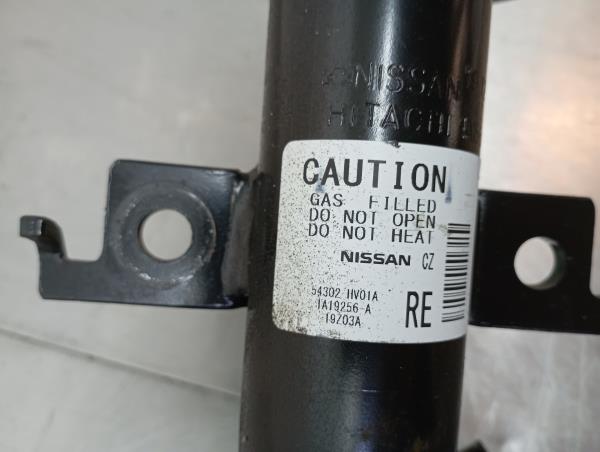 NISSAN
HITACHI
CAUTION
GAS FILLED
DO NOT OPEN
DO NOT HEAT
NISSAN CZ
54302 HV01A
1A19256-A
19Z03A
RE